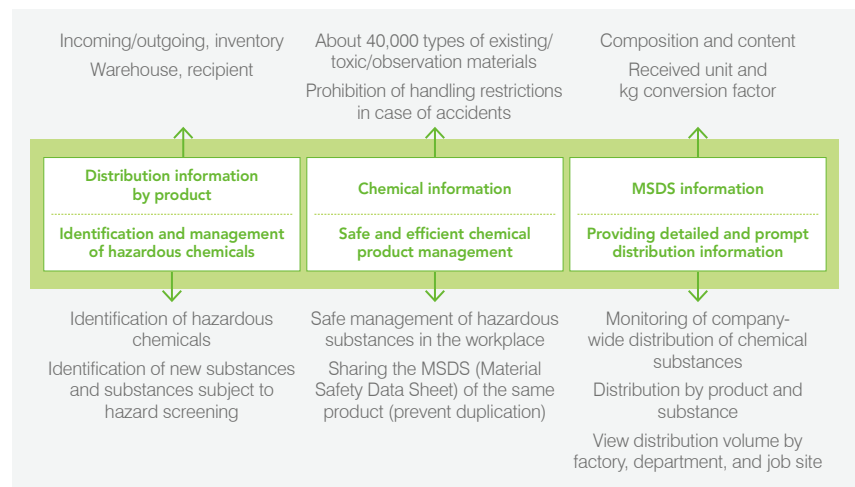 Incoming/outgoing, inventory
Warehouse, recipient
About 40,000 types of existing/
toxic/observation materials
Prohibition of handling restrictions
in case of accidents
Composition and content
Received unit and
kg conversion factor
Distribution information
by product
Identification and management
of hazardous chemicals
Chemical information
Safe and efficient chemical
product management
MSDS information
Providing detailed and prompt
distribution information
Identification of hazardous
chemicals
Identification of new substances
and substances subject to
hazard screening
Safe management of hazardous
substances in the workplace
Sharing the MSDS (Material
Safety Data Sheet) of the same
product (prevent duplication)
Monitoring of company-
wide distribution of chemical
substances
Distribution by product and
substance
View distribution volume by
factory, department, and job site